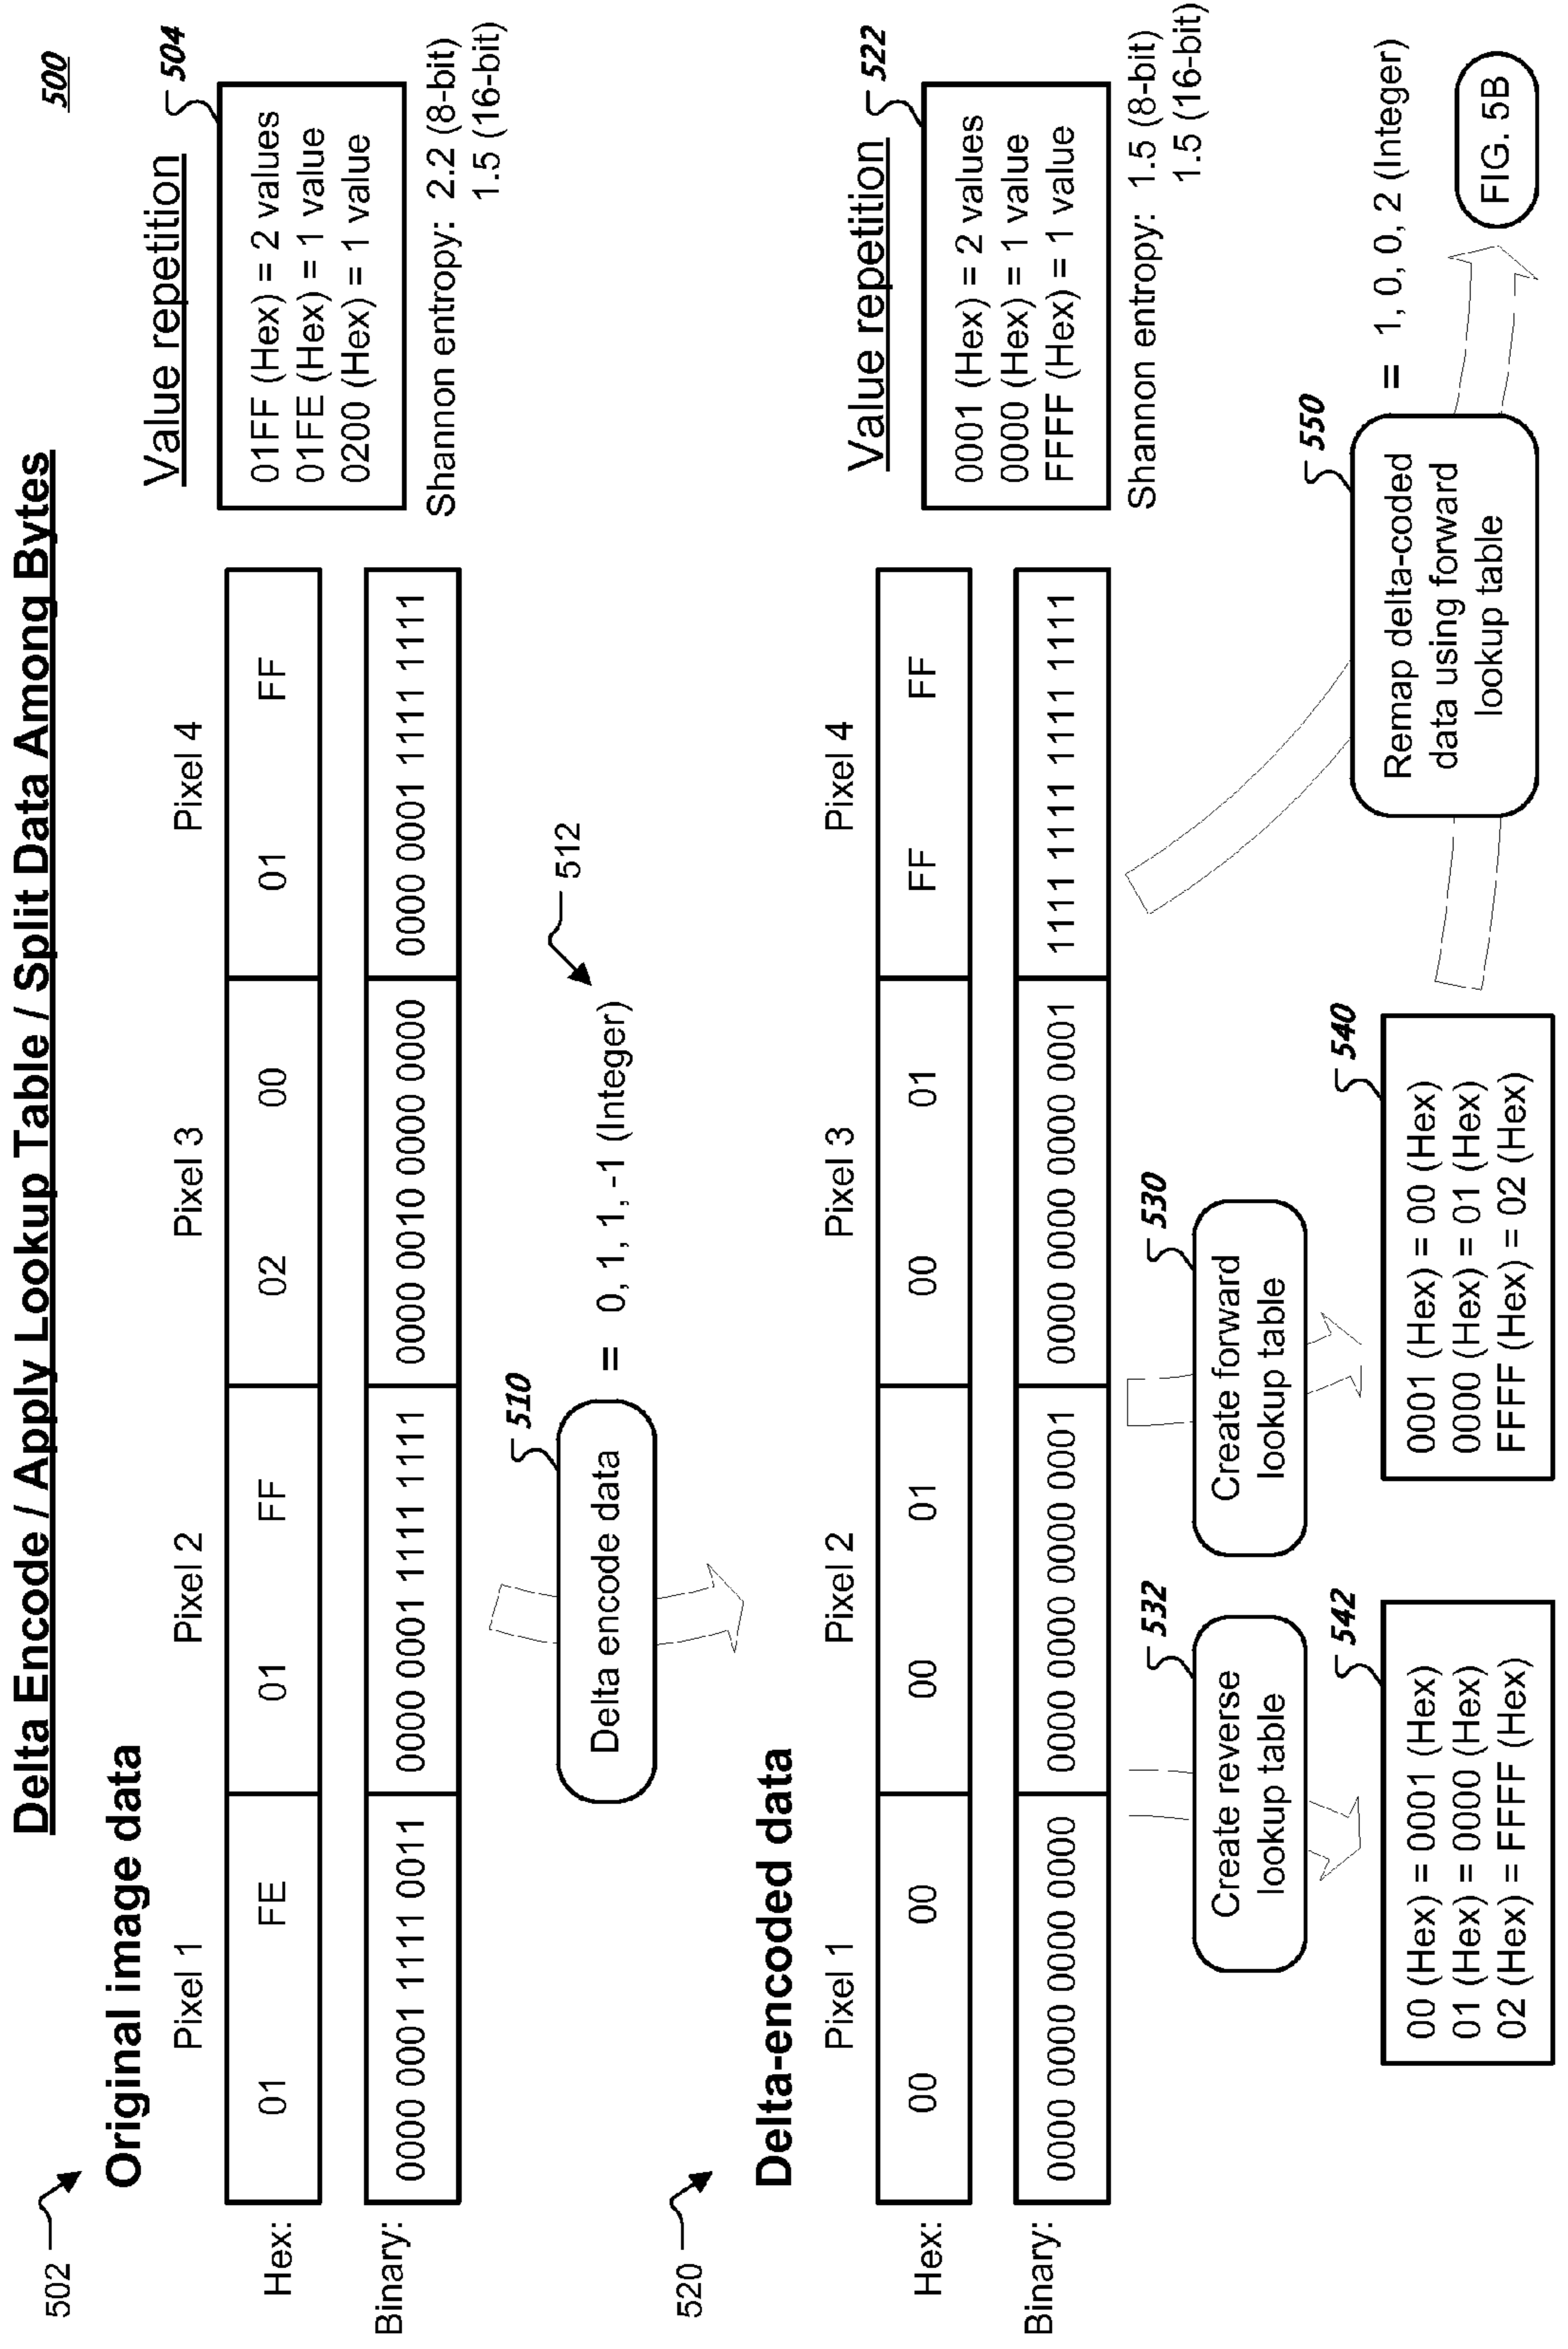 500
Delta Encode / Apply Lookup Table / Split Data Among Bytes
502
Original image data
Pixel 1 Pixel 2 Pixel 3 Pixel 4
Hex: 01 FE 01 FF 02 00 01 FF
Binary: 0000 0001 1111 0011 0000 0001 1111 1111 0000 0010 0000 0000 0000 0001 1111 1111
Value repetition
504
01FF (Hex) = 2 values
01FE (Hex) = 1 value
0200 (Hex) = 1 value
Shannon entropy: 2.2 (8-bit)
1.5 (16-bit)
510
Delta encode data
= 0, 1, 1, -1 (Integer)
512
520
Delta-encoded data
Pixel 1 Pixel 2 Pixel 3 Pixel 4
Hex: 00 00 00 01 00 01 FF FF
Binary: 0000 0000 0000 0000 0000 0000 0000 0001 0000 0000 0000 0001 1111 1111 1111 1111
Value repetition
522
0001 (Hex) = 2 values
0000 (Hex) = 1 value
FFFF (Hex) = 1 value
Shannon entropy: 1.5 (8-bit)
1.5 (16-bit)
532
Create reverse
lookup table
530
Create forward
lookup table
542
00 (Hex) = 0001 (Hex)
01 (Hex) = 0000 (Hex)
02 (Hex) = FFFF (Hex)
540
0001 (Hex) = 00 (Hex)
0000 (Hex) = 01 (Hex)
FFFF (Hex) = 02 (Hex)
550
Remap delta-coded
data using forward
lookup table
= 1, 0, 0, 2 (Integer)
FIG. 5B